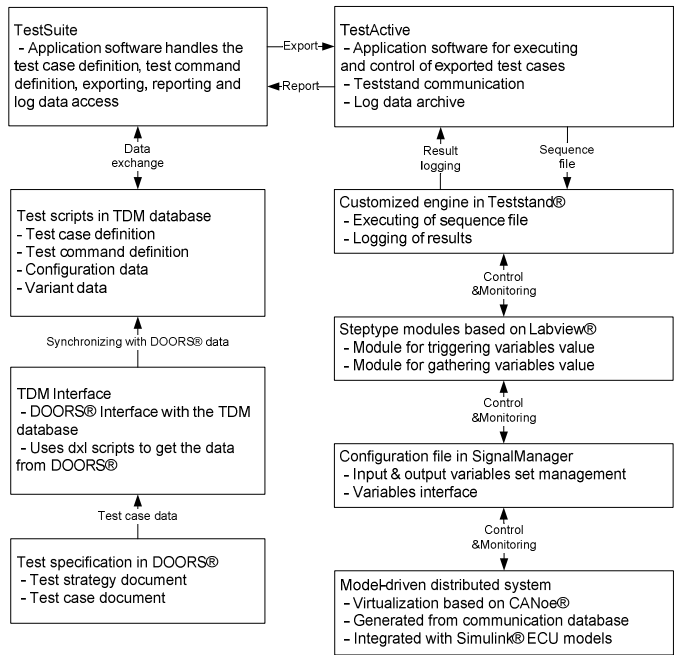 TestSuite
- Application software handles the
test case definition, test command
definition, exporting, reporting and
log data access
Export
Report
TestActive
- Application software for executing
and control of exported test cases
- Teststand communication
- Log data archive
Data
exchange
Result
logging
Sequence
file
Test scripts in TDM database
- Test case definition
- Test command definition
- Configuration data
- Variant data
Customized engine in Teststand®
- Executing of sequence file
- Logging of results
Control
&Monitoring
Synchronizing with DOORS® data
Steptype modules based on Labview®
- Module for triggering variables value
- Module for gathering variables value
TDM Interface
- DOORS® Interface with the TDM
database
- Uses dxl scripts to get the data
from DOORS®
Control
&Monitoring
Configuration file in SignalManager
- Input & output variables set management
- Variables interface
Test case data
Control
&Monitoring
Test specification in DOORS®
- Test strategy document
- Test case document
Model-driven distributed system
- Virtualization based on CANoe®
- Generated from communication database
- Integrated with Simulink® ECU models